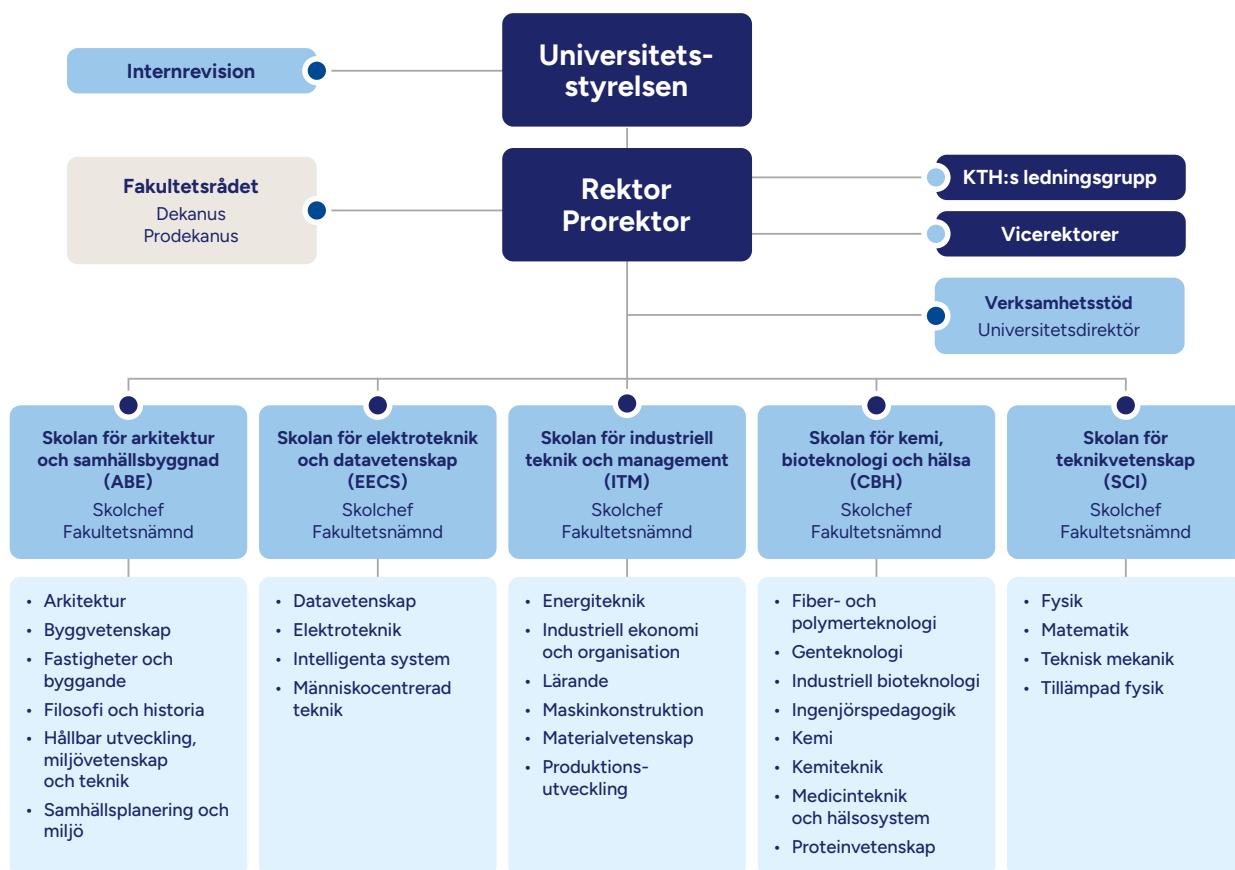 Universitets-
styrelsen
Internrevision
Rektor
Prorektor
Fakultetsrådet
Dekanus
Prodekanus
KTH:s ledningsgrupp
Vicerektorer
Verksamhetsstöd
Universitetsdirektör
Skolan för arkitektur
och samhällsbyggnad
(ABE)
Skolchef
Fakultetsnämnd
• Arkitektur
• Byggvetenskap
• Fastigheter och
byggande
• Filosofi och historia
• Hållbar utveckling,
miljövetenskap
och teknik
• Samhällsplanering och
miljö
Skolan för elektroteknik
och datavetenskap
(EECS)
Skolchef
Fakultetsnämnd
• Datavetenskap
• Elektroteknik
• Intelligenta system
• Människocentrerad
teknik
Skolan för industriell
teknik och management
(ITM)
Skolchef
Fakultetsnämnd
• Energiteknik
• Industriell ekonomi
och organisation
• Lärande
• Maskinkonstruktion
• Materialvetenskap
• Produktions-
utveckling
Skolan för kemi,
bioteknologi och hälsa
(CBH)
Skolchef
Fakultetsnämnd
• Fiber- och
polymerteknologi
• Genteknologi
• Industriell bioteknologi
• Ingenjörspedagogik
• Kemi
• Kemiteknik
• Medicinteknik
och hälsosystem
• Proteinvetenskap
Skolan för
teknikvetenskap
(SCI)
Skolchef
Fakultetsnämnd
• Fysik
• Matematik
• Teknisk mekanik
• Tillämpad fysik